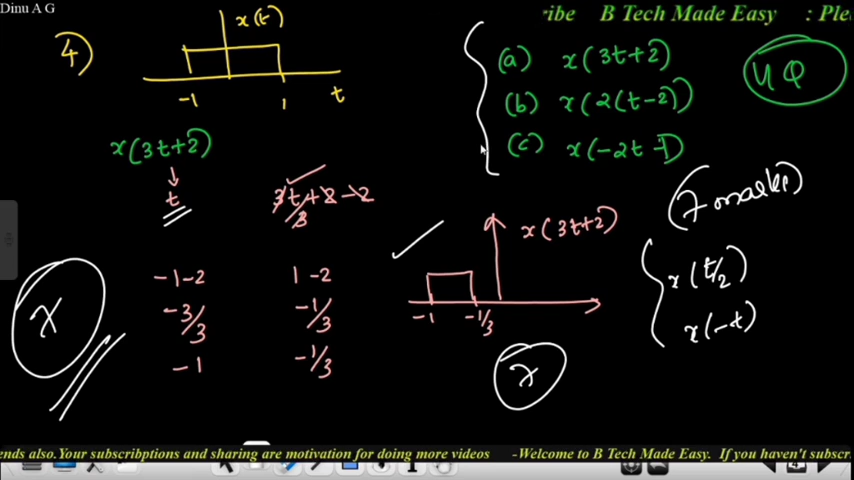 Dinu A G
ribe B Tech Made Easy : Ple
4)
x(t)
-1 1 t
(a) x(3t+2)
(b) x(2(t-2))
(c) x(-2t-1)
UQ
(7 marks)
x(3t+2)
t 3t+2-2
3
-1-2 1-2
-3/3 -1/3
-1 -1/3
x(3t+2)
-1 -1/3
x(t/2)
x(-t)
ends also.Your subscribptions and sharing are motivation for doing more videos -Welcome to B Tech Made Easy. If you haven't subscr